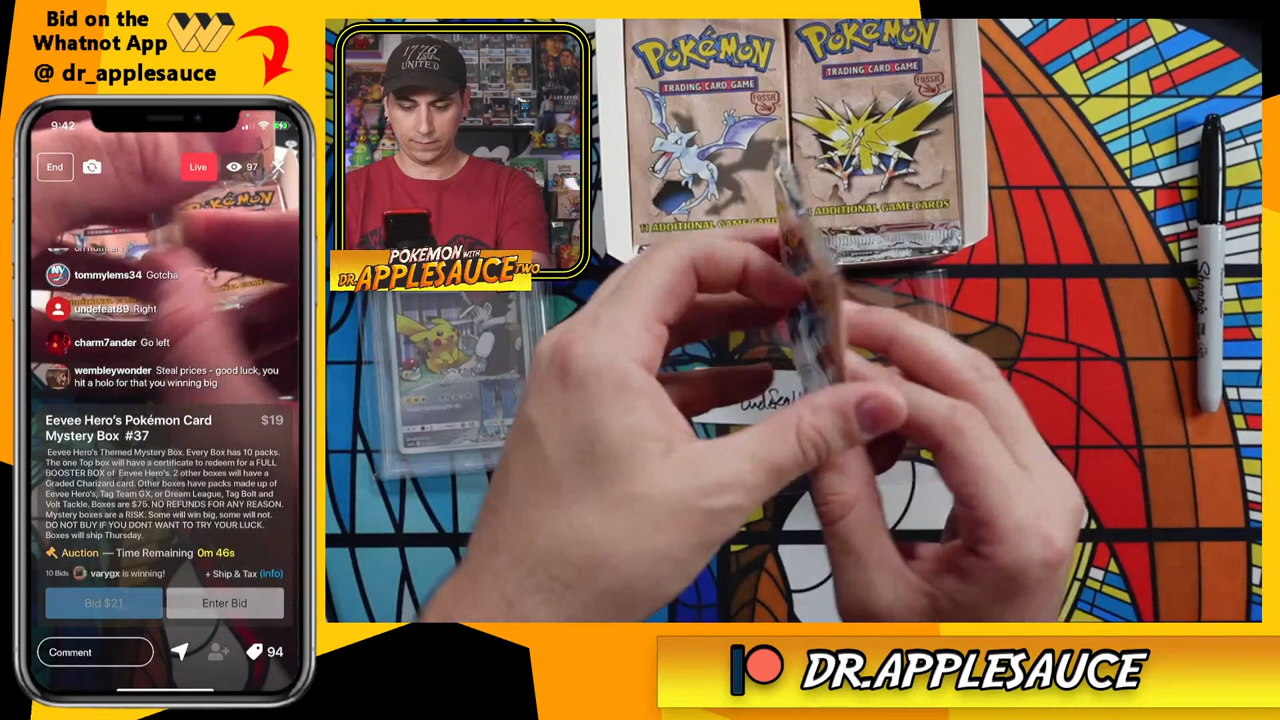 Bid on the
Whatnot App
@ dr_applesauce
9:42
End
Live
97
tommylems34 Gotcha
undefeat89 Right
charm7ander Go left
wembleywonder Steal prices - good luck, you
hit a holo for that you winning big
Eevee Hero's Pokémon Card
Mystery Box #37
$19
Eevee Hero's Themed Mystery Box. Every Box has 10 packs.
The one Top box will have a certificate to redeem for a FULL
BOOSTER BOX of Eevee Hero's. 2 other boxes will have a
Graded Charizard card. Other boxes have packs made up of
Eevee Hero's, Tag Team GX, or Dream League, Tag Bolt and
Volt Tackle. Boxes are $75. NO REFUNDS FOR ANY REASON.
Mystery boxes are a RISK. Some will win big, some will not.
DO NOT BUY IF YOU DONT WANT TO TRY YOUR LUCK.
Boxes will ship Thursday.
Auction — Time Remaining 0m 46s
10 Bids varygx is winning!
+ Ship & Tax (info)
Bid $21
Enter Bid
Comment
94
1776
UNITED
POKEMON WITH
DR. APPLESAUCE TWO
POKéMON
TRADING CARD GAME
FOSSIL
11 ADDITIONAL GAME CARDS
POKéMON
TRADING CARD GAME
FOSSIL
ADDITIONAL GAME CARDS
Sharpie
DR.APPLESAUCE